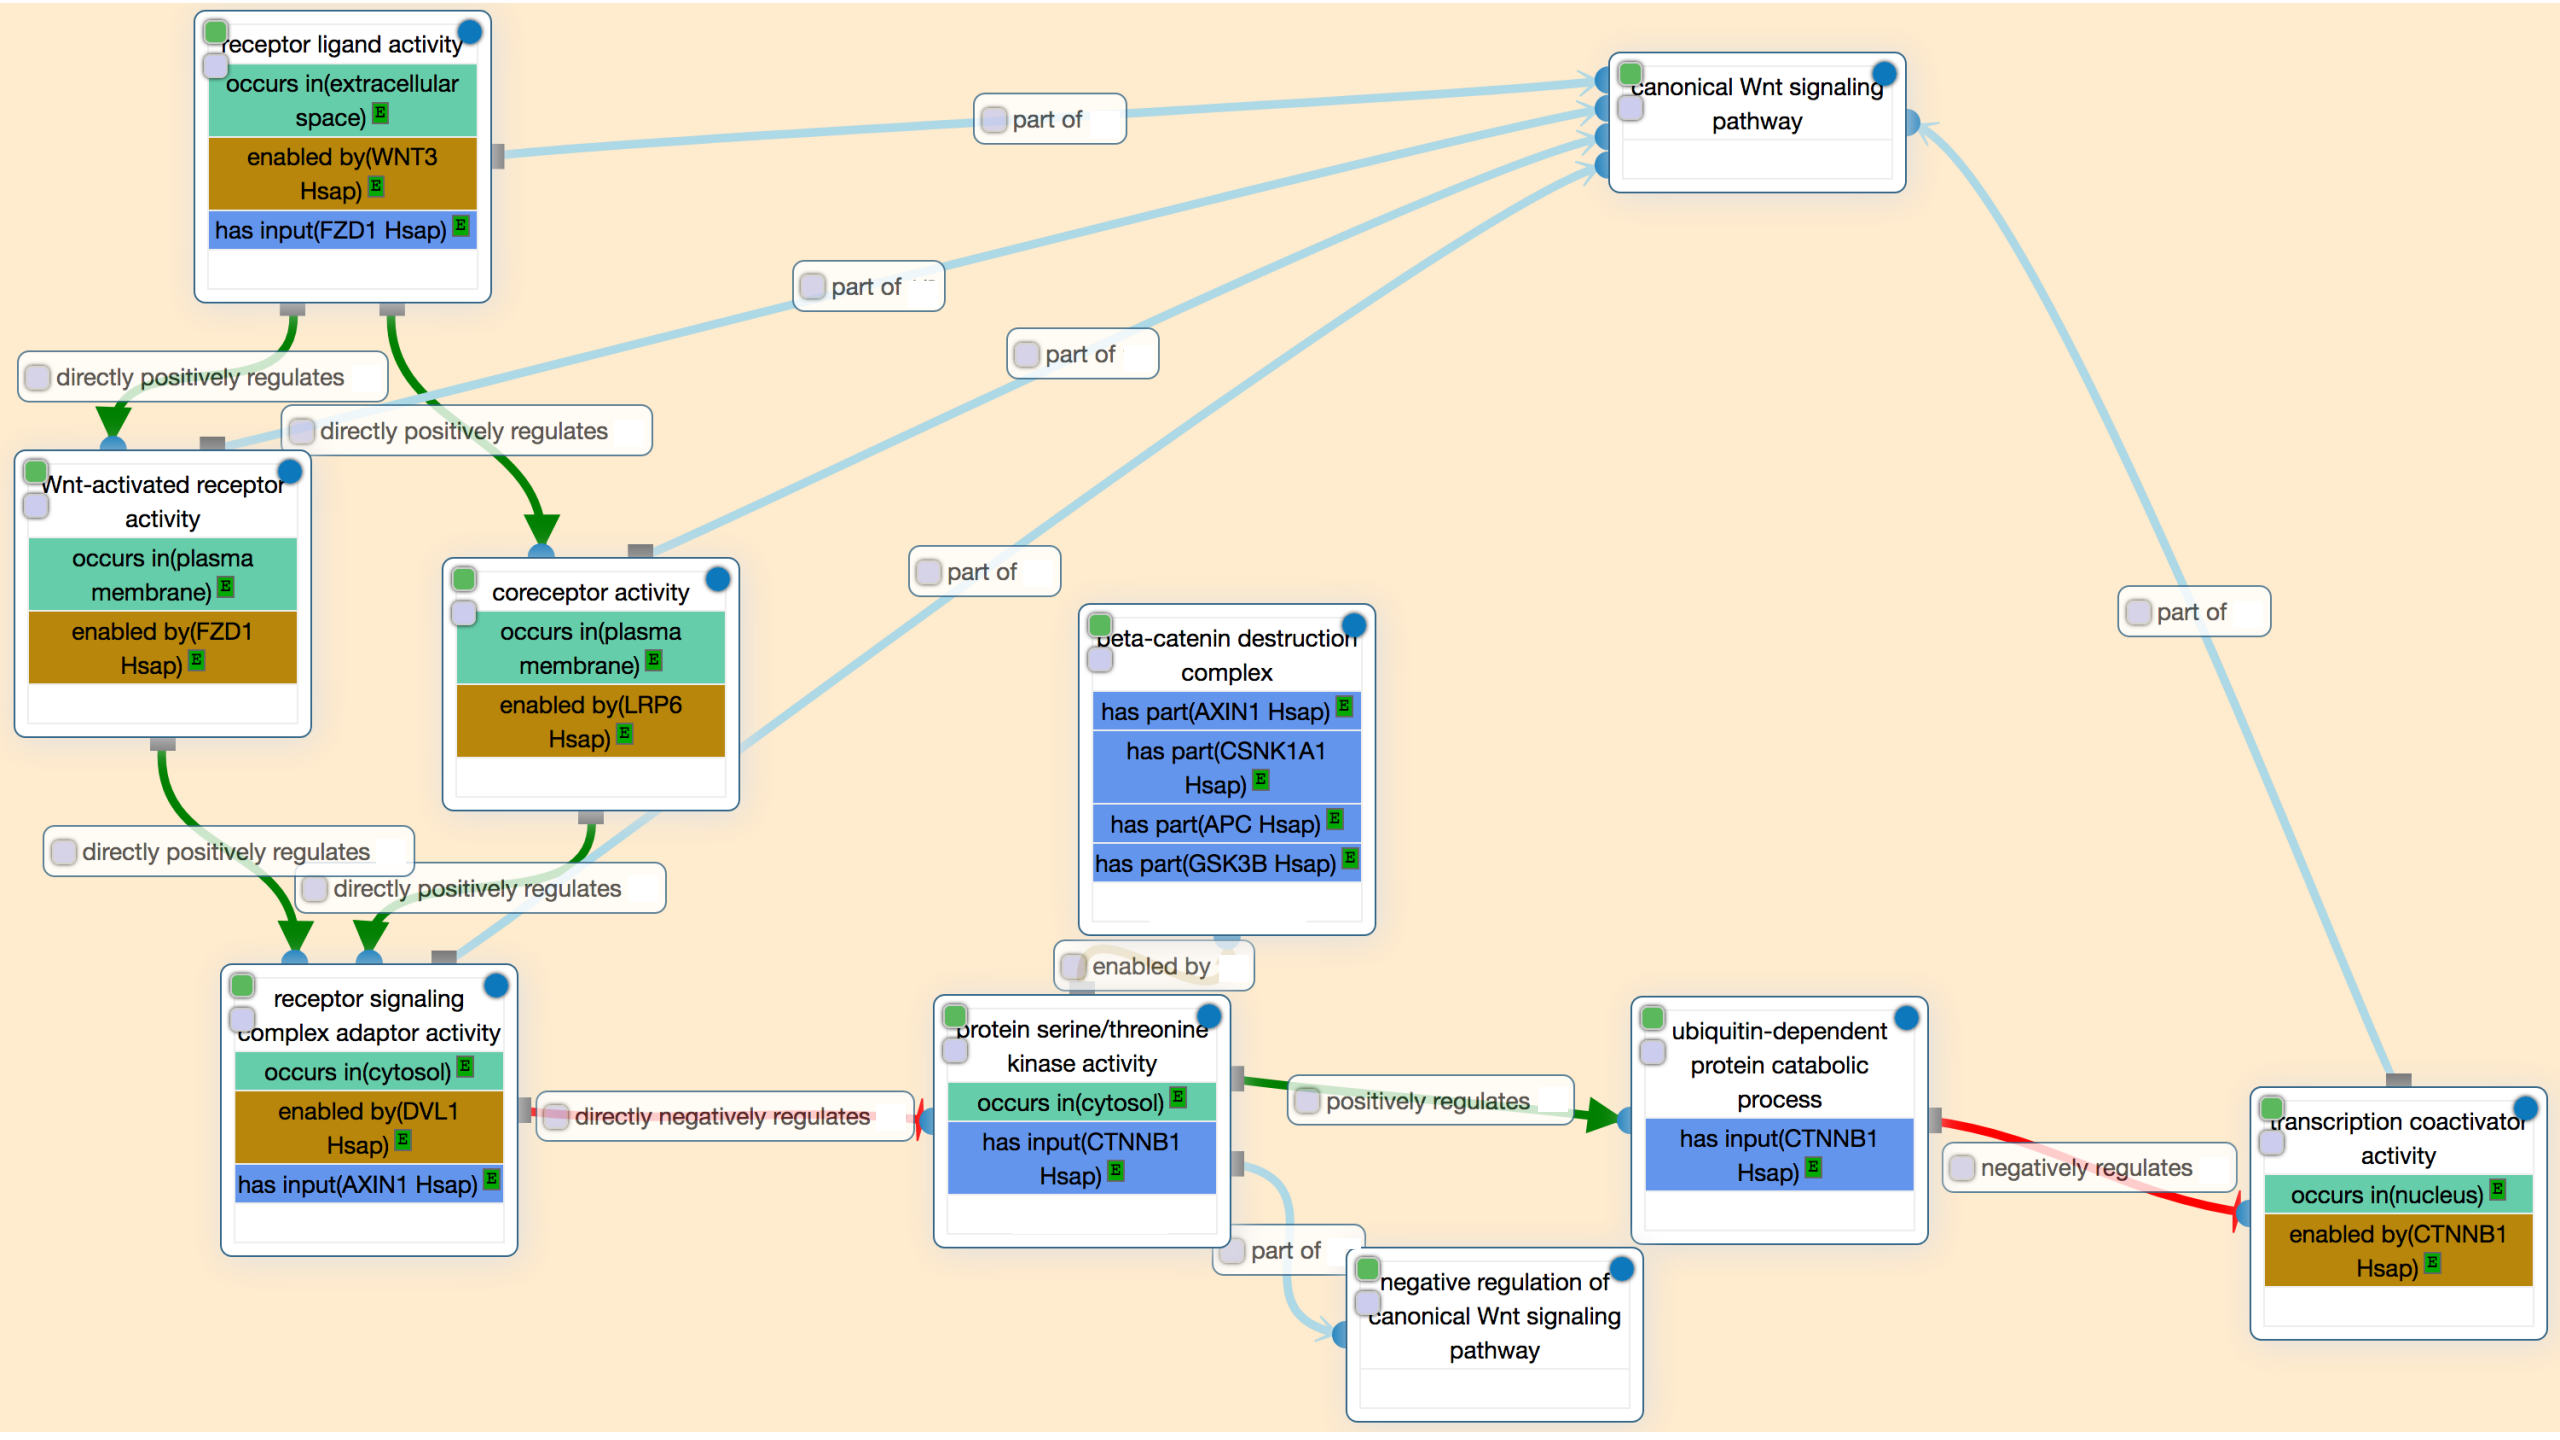 receptor ligand activity
occurs in(extracellular
space) E
enabled by(WNT3
Hsap) E
has input(FZD1 Hsap) E
canonical Wnt signaling
pathway
part of
part of
part of
part of
part of
directly positively regulates
directly positively regulates
Wnt-activated receptor
activity
occurs in(plasma
membrane) E
enabled by(FZD1
Hsap) E
coreceptor activity
occurs in(plasma
membrane) E
enabled by(LRP6
Hsap) E
beta-catenin destruction
complex
has part(AXIN1 Hsap) E
has part(CSNK1A1
Hsap) E
has part(APC Hsap) E
has part(GSK3B Hsap) E
directly positively regulates
directly positively regulates
enabled by
receptor signaling
complex adaptor activity
occurs in(cytosol) E
enabled by(DVL1
Hsap) E
has input(AXIN1 Hsap) E
directly negatively regulates
protein serine/threonine
kinase activity
occurs in(cytosol) E
has input(CTNNB1
Hsap) E
positively regulates
part of
ubiquitin-dependent
protein catabolic
process
has input(CTNNB1
Hsap) E
negatively regulates
transcription coactivator
activity
occurs in(nucleus) E
enabled by(CTNNB1
Hsap) E
negative regulation of
canonical Wnt signaling
pathway